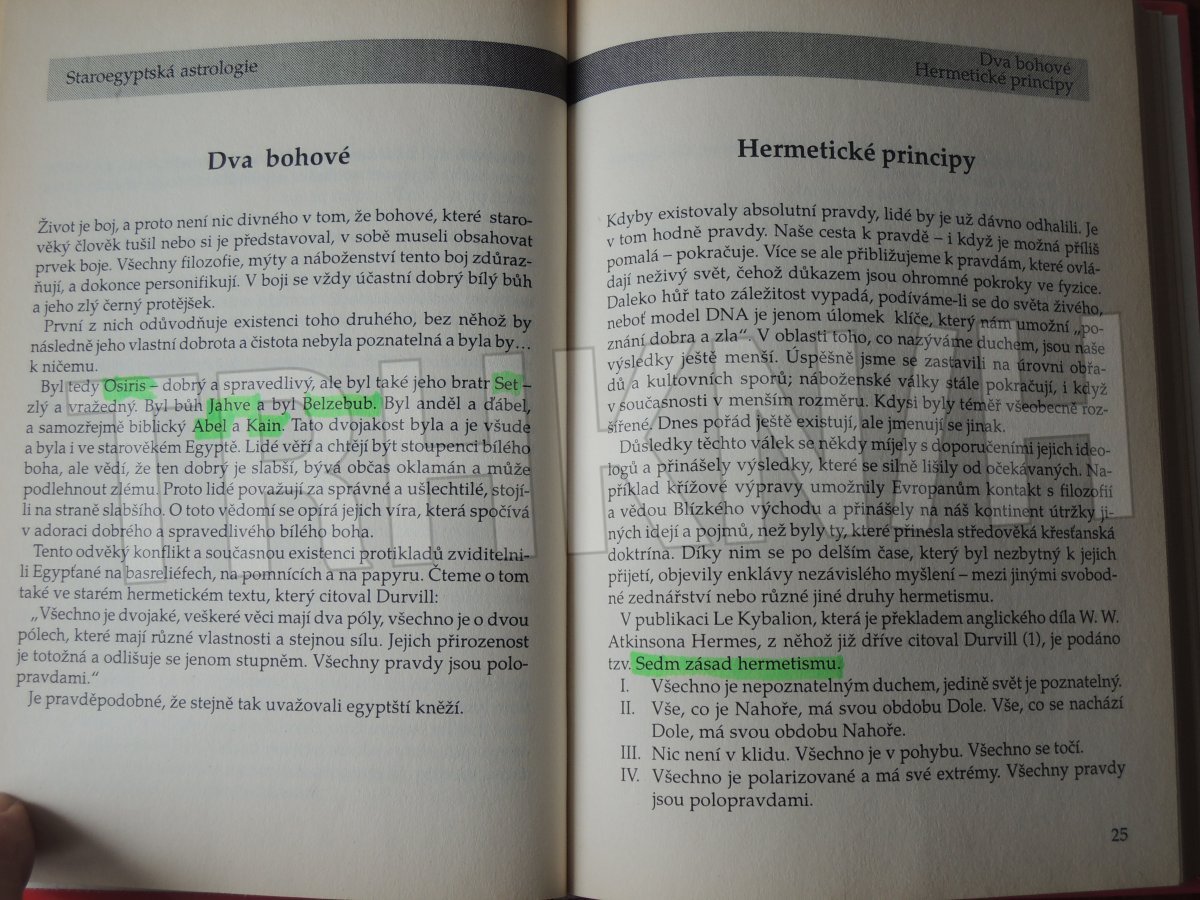 Staroegyptská astrologie
Dva bohové
Život je boj, a proto není nic divného v tom, že bohové, které staro-
věký člověk tušil nebo si je představoval, v sobě museli obsahovat
prvek boje. Všechny filozofie, mýty a náboženství tento boj zdůraz-
ňují, a dokonce personifikují. V boji se vždy účastní dobrý bílý bůh
a jeho zlý černý protějšek.
První z nich odůvodňuje existenci toho druhého, bez něhož by
následně jeho vlastní dobrota a čistota nebyla poznatelná a byla by…
k ničemu.
Byl tedy Osiris – dobrý a spravedlivý, ale byl také jeho bratr Set –
zlý a vražedný. Byl bůh Jahve a byl Belzebub. Byl anděl a ďábel,
a samozřejmě biblický Abel a Kain. Tato dvojakost byla a je všude
a byla i ve starověkém Egyptě. Lidé věří a chtějí být stoupenci bílého
boha, ale vědí, že ten dobrý je slabší, bývá občas oklamán a může
podlehnout zlému. Proto lidé považují za správné a ušlechtilé, stojí-
li na straně slabšího. O toto vědomí se opírá jejich víra, která spočívá
v adoraci dobrého a spravedlivého bílého boha.
Tento odvěký konflikt a současnou existenci protikladů zviditelni-
li Egypťané na basreliéfech, na pomnících a na papyru. Čteme o tom
také ve starém hermetickém textu, který citoval Durvill:
„Všechno je dvojaké, veškeré věci mají dva póly, všechno je o dvou
pólech, které mají různé vlastnosti a stejnou sílu. Jejich přirozenost
je totožná a odlišuje se jenom stupněm. Všechny pravdy jsou polo-
pravdami.“
Je pravděpodobné, že stejně tak uvažovali egyptští kněží.
Dva bohové
Hermetické principy
Hermetické principy
Kdyby existovaly absolutní pravdy, lidé by je už dávno odhalili. Je
v tom hodně pravdy. Naše cesta k pravdě – i když je možná příliš
pomalá – pokračuje. Více se ale přibližujeme k pravdám, které ovlá-
dají neživý svět, čehož důkazem jsou ohromné pokroky ve fyzice.
Daleko hůř tato záležitost vypadá, podíváme-li se do světa živého,
neboť model DNA je jenom úlomek klíče, který nám umožní „po-
znání dobra a zla“. V oblasti toho, co nazýváme duchem, jsou naše
výsledky ještě menší. Úspěšně jsme se zastavili na úrovni obřa-
dů a kultovních sporů; náboženské války stále pokračují, i když
v současnosti v menším rozměru. Kdysi byly téměř všeobecně roz-
šířené. Dnes pořád ještě existují, ale jmenují se jinak.
Důsledky těchto válek se někdy míjely s doporučeními jejich ideo-
logů a přinášely výsledky, které se silně lišily od očekávaných. Na-
příklad křížové výpravy umožnily Evropanům kontakt s filozofií
a vědou Blízkého východu a přinášely na náš kontinent útržky ji-
ných idejí a pojmů, než byly ty, které přinesla středověká křesťanská
doktrína. Díky nim se po delším čase, který byl nezbytný k jejich
přijetí, objevily enklávy nezávislého myšlení – mezi jinými svobod-
né zednářství nebo různé jiné druhy hermetismu.
V publikaci Le Kybalion, která je překladem anglického díla W. W.
Atkinsona Hermes, z něhož již dříve citoval Durvill (1), je podáno
tzv. Sedm zásad hermetismu.
I. Všechno je nepoznatelným duchem, jedině svět je poznatelný.
II. Vše, co je Nahoře, má svou obdobu Dole. Vše, co se nachází
Dole, má svou obdobu Nahoře.
III. Nic není v klidu. Všechno je v pohybu. Všechno se točí.
IV. Všechno je polarizované a má své extrémy. Všechny pravdy
jsou polopravdami.
25
TRHKNIH